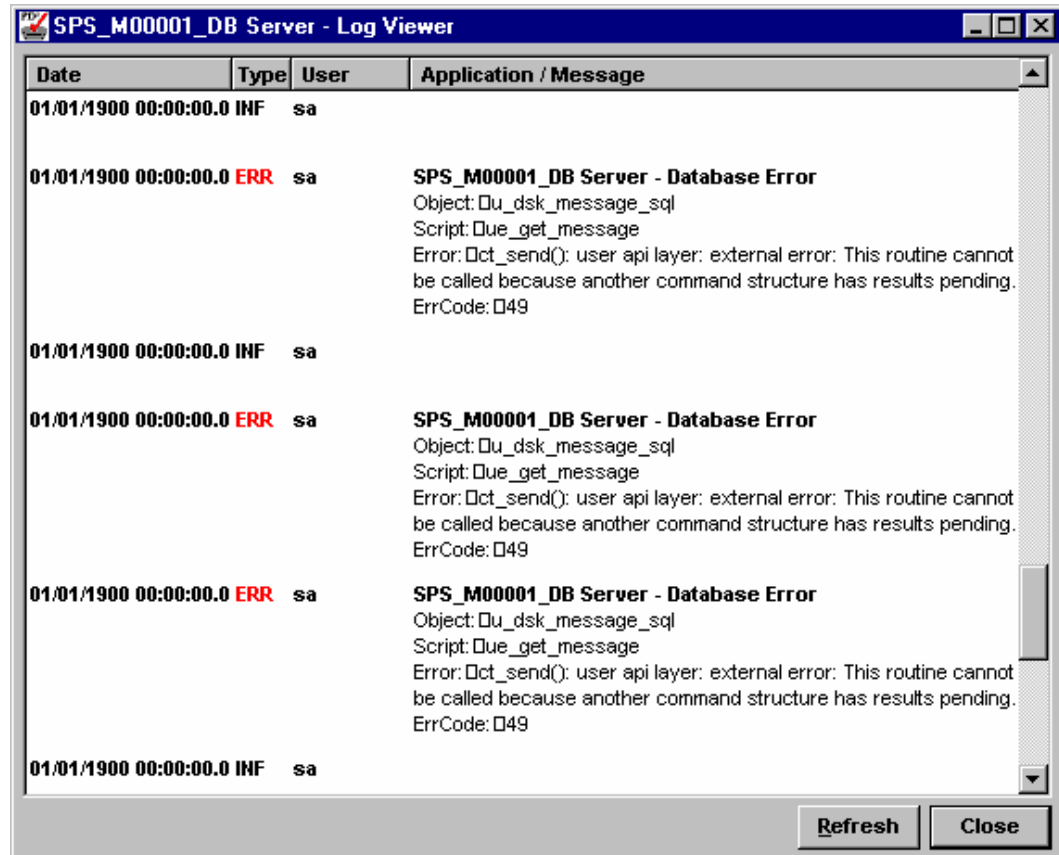 SPS_M00001_DB Server - Log Viewer
Date Type User Application / Message
01/01/1900 00:00:00.0 INF sa
01/01/1900 00:00:00.0 ERR sa SPS_M00001_DB Server - Database Error
Object: □u_dsk_message_sql
Script: □ue_get_message
Error: □ct_send(): user api layer: external error: This routine cannot
be called because another command structure has results pending.
ErrCode: □49
01/01/1900 00:00:00.0 INF sa
01/01/1900 00:00:00.0 ERR sa SPS_M00001_DB Server - Database Error
Object: □u_dsk_message_sql
Script: □ue_get_message
Error: □ct_send(): user api layer: external error: This routine cannot
be called because another command structure has results pending.
ErrCode: □49
01/01/1900 00:00:00.0 ERR sa SPS_M00001_DB Server - Database Error
Object: □u_dsk_message_sql
Script: □ue_get_message
Error: □ct_send(): user api layer: external error: This routine cannot
be called because another command structure has results pending.
ErrCode: □49
01/01/1900 00:00:00.0 INF sa
Refresh Close